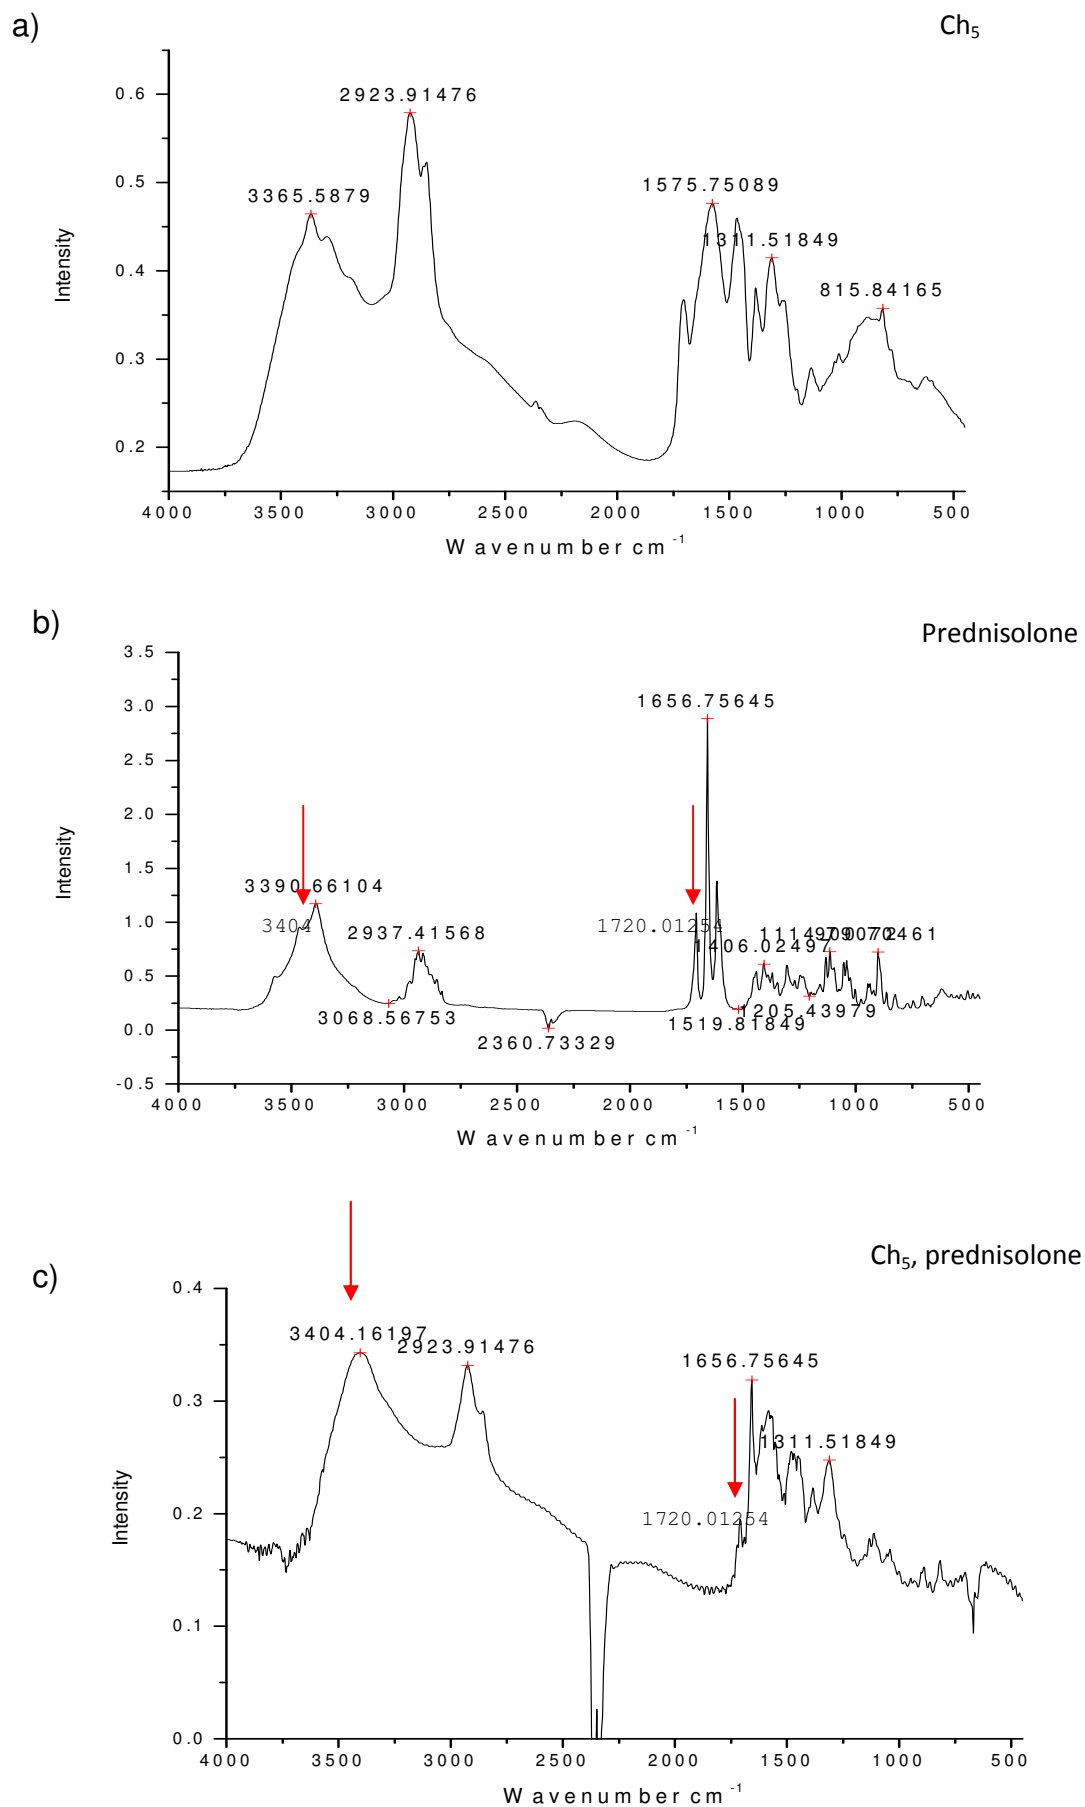 a)
Ch₅
0.6
0.5
0.4
0.3
0.2
Intensity
2923.91476
3365.5879
1575.75089
1311.51849
815.84165
4000 3500 3000 2500 2000 1500 1000 500
Wavenumber cm⁻¹
b)
Prednisolone
3.5
3.0
2.5
2.0
1.5
1.0
0.5
0.0
-0.5
Intensity
1656.75645
3390.66104
3404
2937.41568
1720.01254
1406.02497
3068.56753
1519.81849
1205.43979
2360.73329
4000 3500 3000 2500 2000 1500 1000 500
Wavenumber cm⁻¹
c)
Ch₅, prednisolone
0.4
0.3
0.2
0.1
0.0
Intensity
3404.16197
2923.91476
1656.75645
1311.51849
1720.01254
4000 3500 3000 2500 2000 1500 1000 500
Wavenumber cm⁻¹